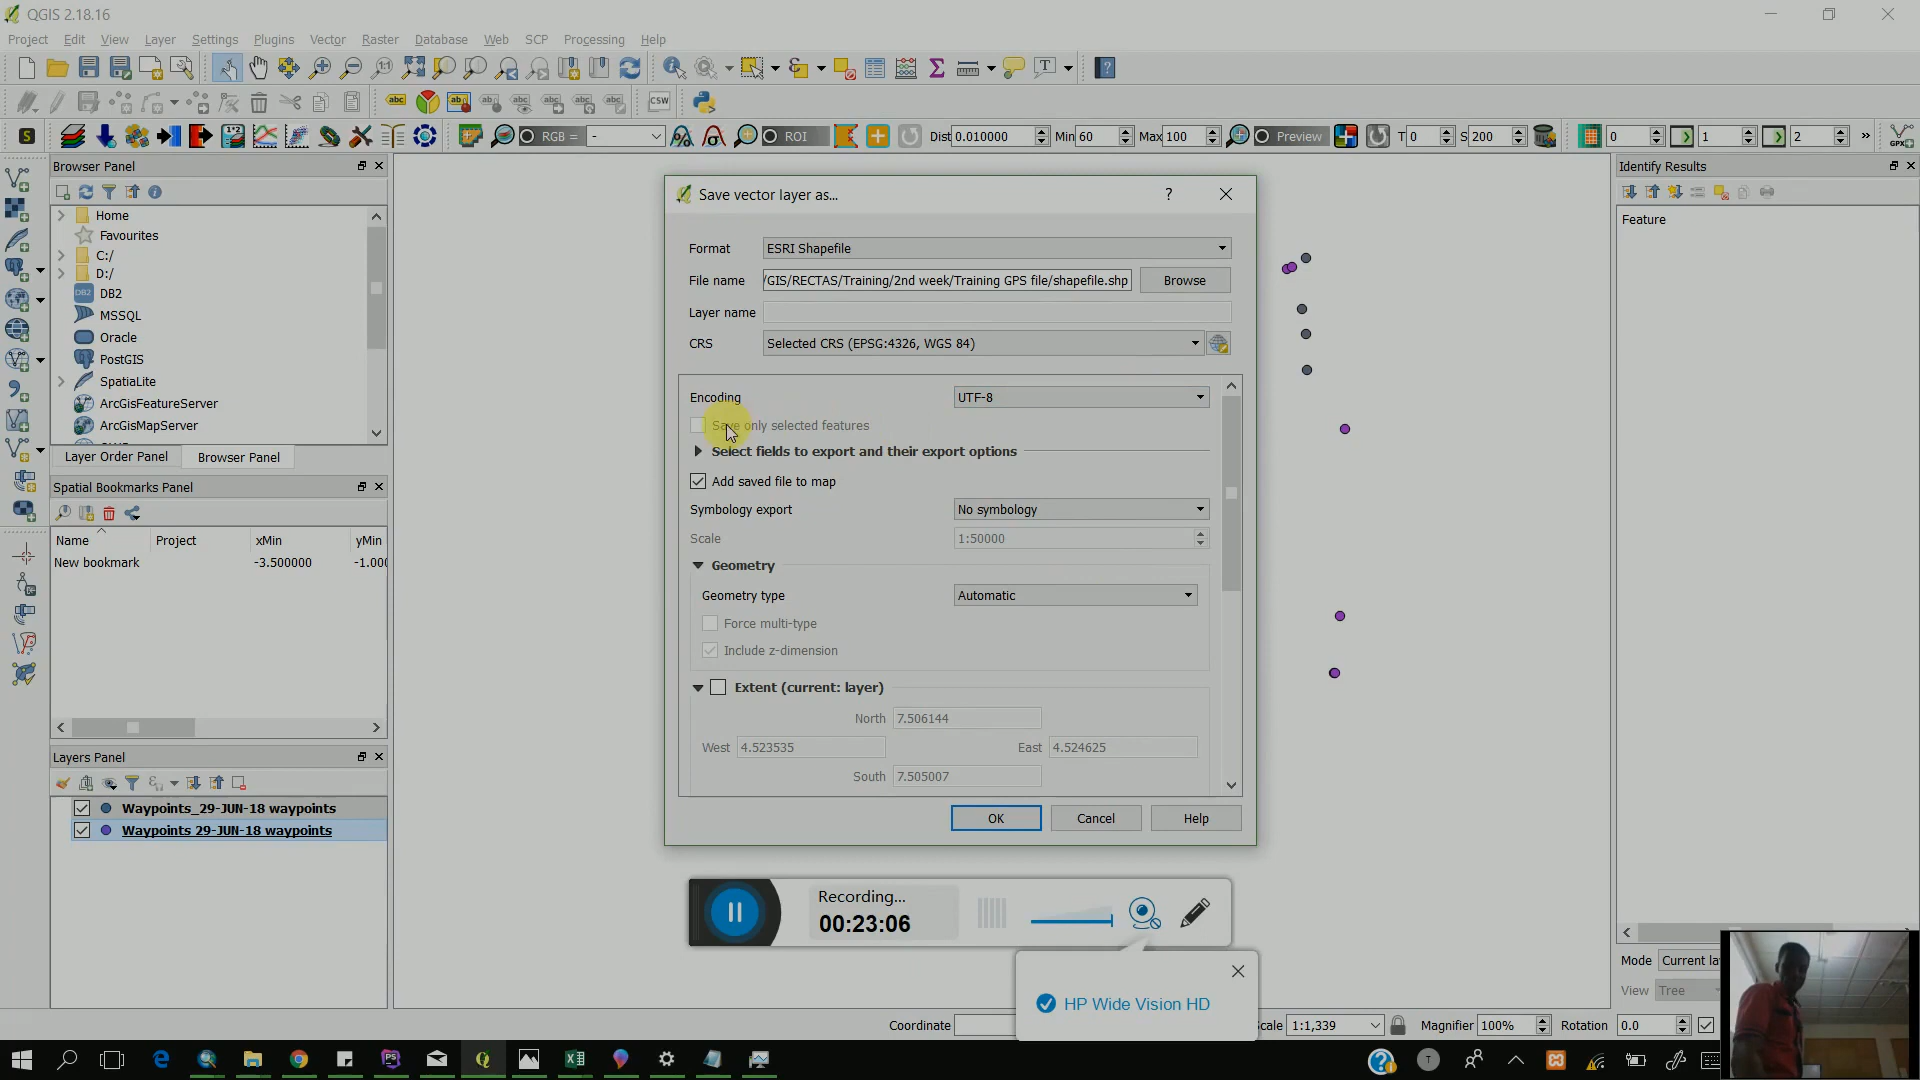 QGIS 2.18.16
Project Edit View Layer Settings Plugins Vector Raster Database Web SCP Processing Help
RGB = - ROI Dist 0.010000 Min 60 Max 100 Preview T 0 S 200 0 1 2 »
Browser Panel
Home
Favourites
C:/
D:/
DB2
MSSQL
Oracle
PostGIS
SpatiaLite
ArcGisFeatureServer
ArcGisMapServer
Layer Order Panel Browser Panel
Spatial Bookmarks Panel
Name Project xMin yMin
New bookmark -3.500000 -1.000
Layers Panel
Waypoints_29-JUN-18 waypoints
Waypoints 29-JUN-18 waypoints
Save vector layer as...
Format ESRI Shapefile
File name /GIS/RECTAS/Training/2nd week/Training GPS file/shapefile.shp Browse
Layer name
CRS Selected CRS (EPSG:4326, WGS 84)
Encoding UTF-8
Save only selected features
Select fields to export and their export options
Add saved file to map
Symbology export No symbology
Scale 1:50000
Geometry
Geometry type Automatic
Force multi-type
Include z-dimension
Extent (current: layer)
North 7.506144
West 4.523535 East 4.524625
South 7.505007
OK Cancel Help
Recording...
00:23:06
HP Wide Vision HD
Identify Results
Feature
Mode Current la
View Tree
Coordinate cale 1:1,339 Magnifier 100% Rotation 0.0